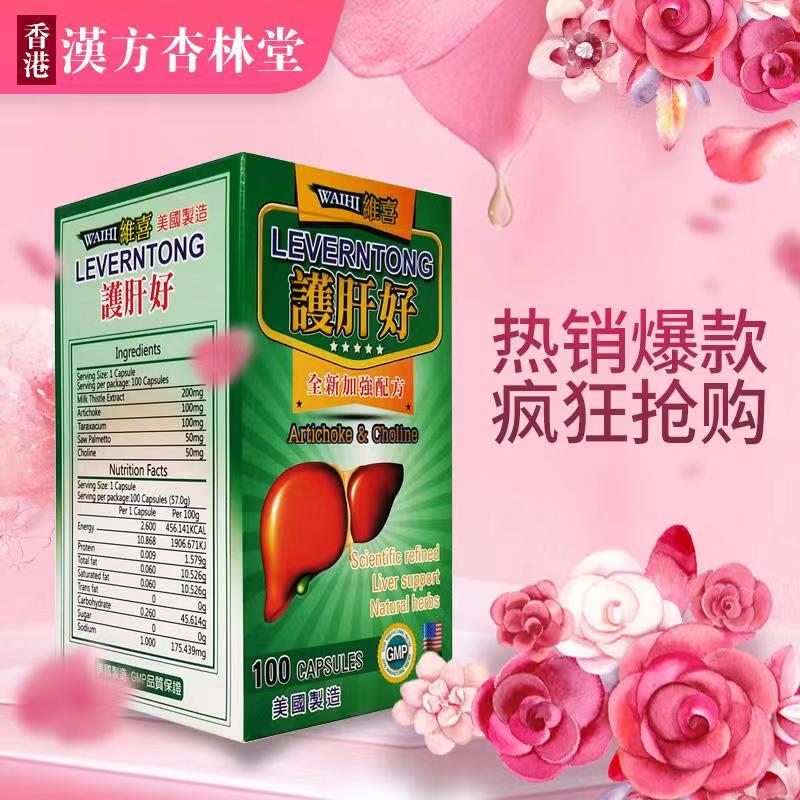 香港
漢方杏林堂
WAIHI 維喜 美國製造
LEVERNTONG
護肝好
Ingredients
Serving Size: 1 Capsule
Serving per package: 100 Capsules
Milk Thistle Extract 200mg
Artichoke 100mg
Taraxacum 100mg
Saw Palmetto 50mg
Choline 50mg
Nutrition Facts
Serving Size: 1 Capsule
Serving per package:100 Capsules (57.0g)
Per 1 Capsule Per 100g
Energy 2.600 456.141KCAL
10.868 1906.671KJ
Protein 0.009 1.579g
Total fat 0.060 10.526g
Saturated fat 0.060 10.526g
Trans fat 0 0g
Carbohydrate 0.260 45.614g
Sugar 0 0g
Sodium 1.000 175.439mg
美國製造 GMP品質保證
WAIHI 維喜
LEVERNTONG
護肝好
全新加強配方
Artichoke & Choline
Scientific refined
Liver support
Natural herbs
GMP
100 CAPSULES
美國製造
热销爆款
疯狂抢购